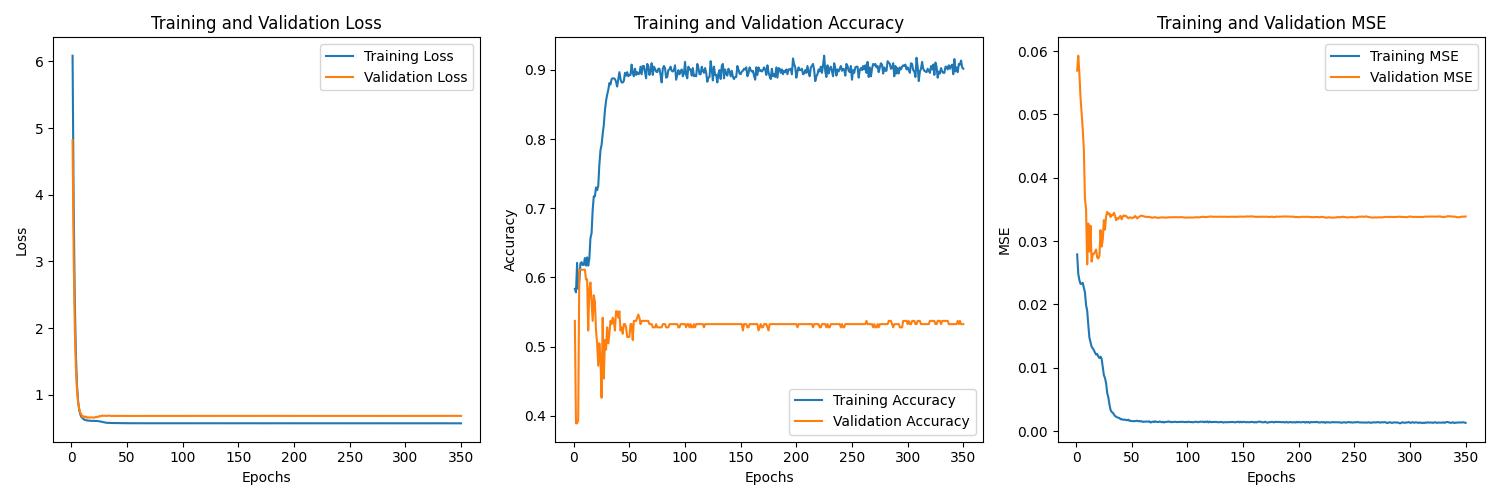 Training and Validation Loss
Training Loss
Validation Loss
6
5
4
3
2
1
Loss
0 50 100 150 200 250 300 350
Epochs
Training and Validation Accuracy
0.9
0.8
0.7
0.6
0.5
0.4
Accuracy
Training Accuracy
Validation Accuracy
0 50 100 150 200 250 300 350
Epochs
Training and Validation MSE
Training MSE
Validation MSE
0.06
0.05
0.04
0.03
0.02
0.01
0.00
MSE
0 50 100 150 200 250 300 350
Epochs